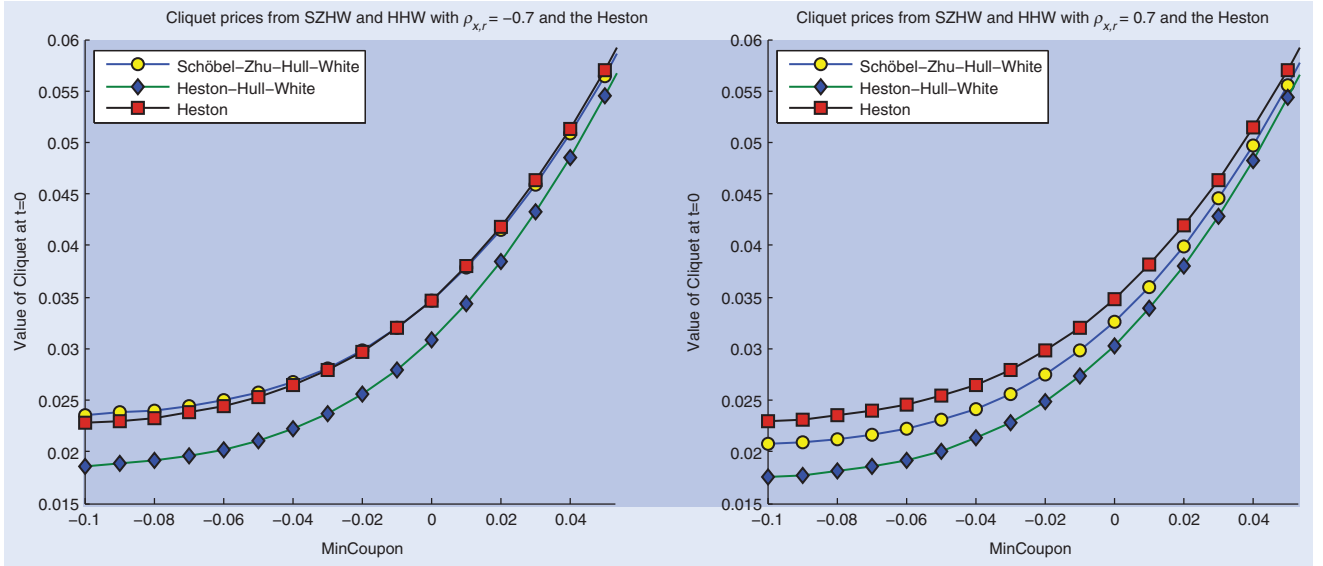 Cliquet prices from SZHW and HHW with ρx,r = −0.7 and the Heston
0.06
0.055
0.05
0.045
0.04
0.035
0.03
0.025
0.02
0.015
Value of Cliquet at t=0
Schöbel-Zhu-Hull-White
Heston-Hull-White
Heston
−0.1 −0.08 −0.06 −0.04 −0.02 0 0.02 0.04
MinCoupon
Cliquet prices from SZHW and HHW with ρx,r = 0.7 and the Heston
0.06
0.055
0.05
0.045
0.04
0.035
0.03
0.025
0.02
0.015
Value of Cliquet at t=0
Schöbel-Zhu-Hull-White
Heston-Hull-White
Heston
−0.1 −0.08 −0.06 −0.04 −0.02 0 0.02 0.04
MinCoupon